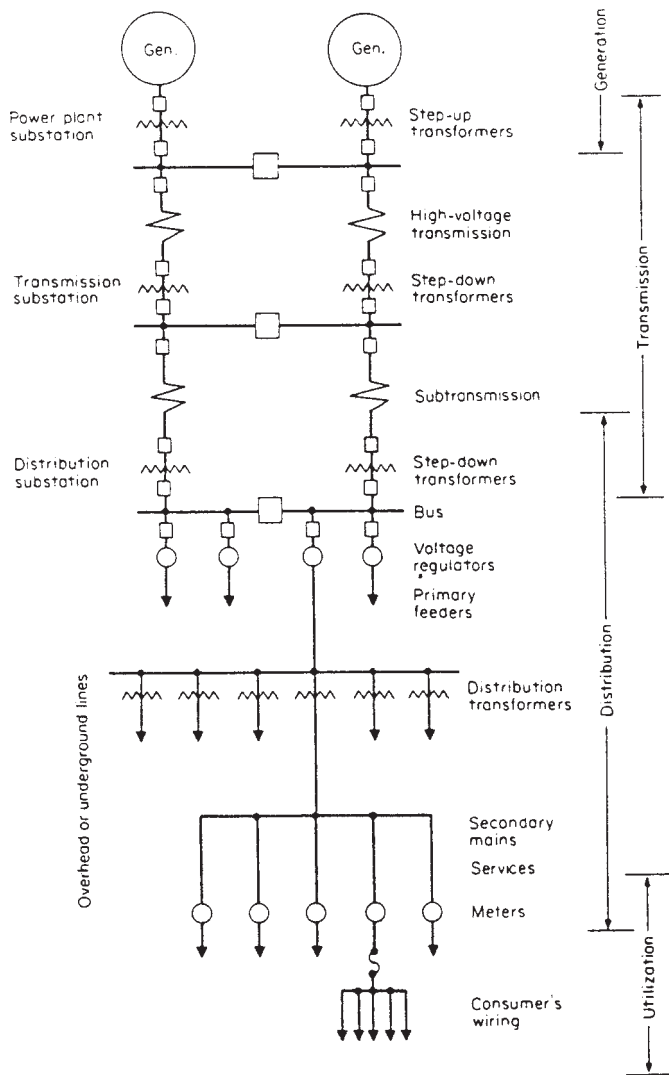 Gen.
Gen.
Generation
Power plant
substation
Step-up
transformers
High-voltage
transmission
Transmission
substation
Step-down
transformers
Transmission
Subtransmission
Distribution
substation
Step-down
transformers
Bus
Voltage
regulators
Primary
feeders
Distribution
Overhead or underground lines
Distribution
transformers
Secondary
mains
Services
Meters
Utilization
Consumer's
wiring